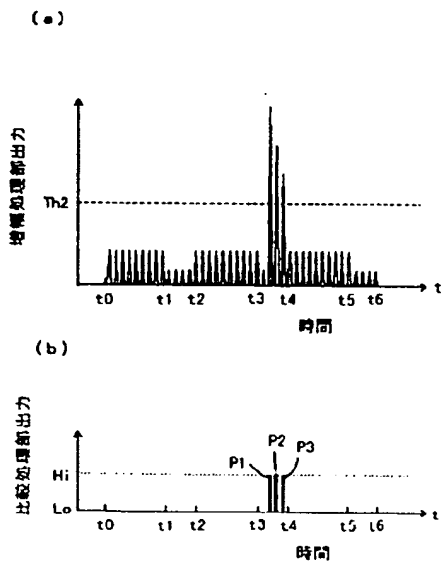 (a)
増幅処理部出力
Th2
t0 t1 t2 t3 t4 t5 t6
t
時間
(b)
比較処理部出力
P1 P2 P3
Hi
Lo
t0 t1 t2 t3 t4 t5 t6
t
時間